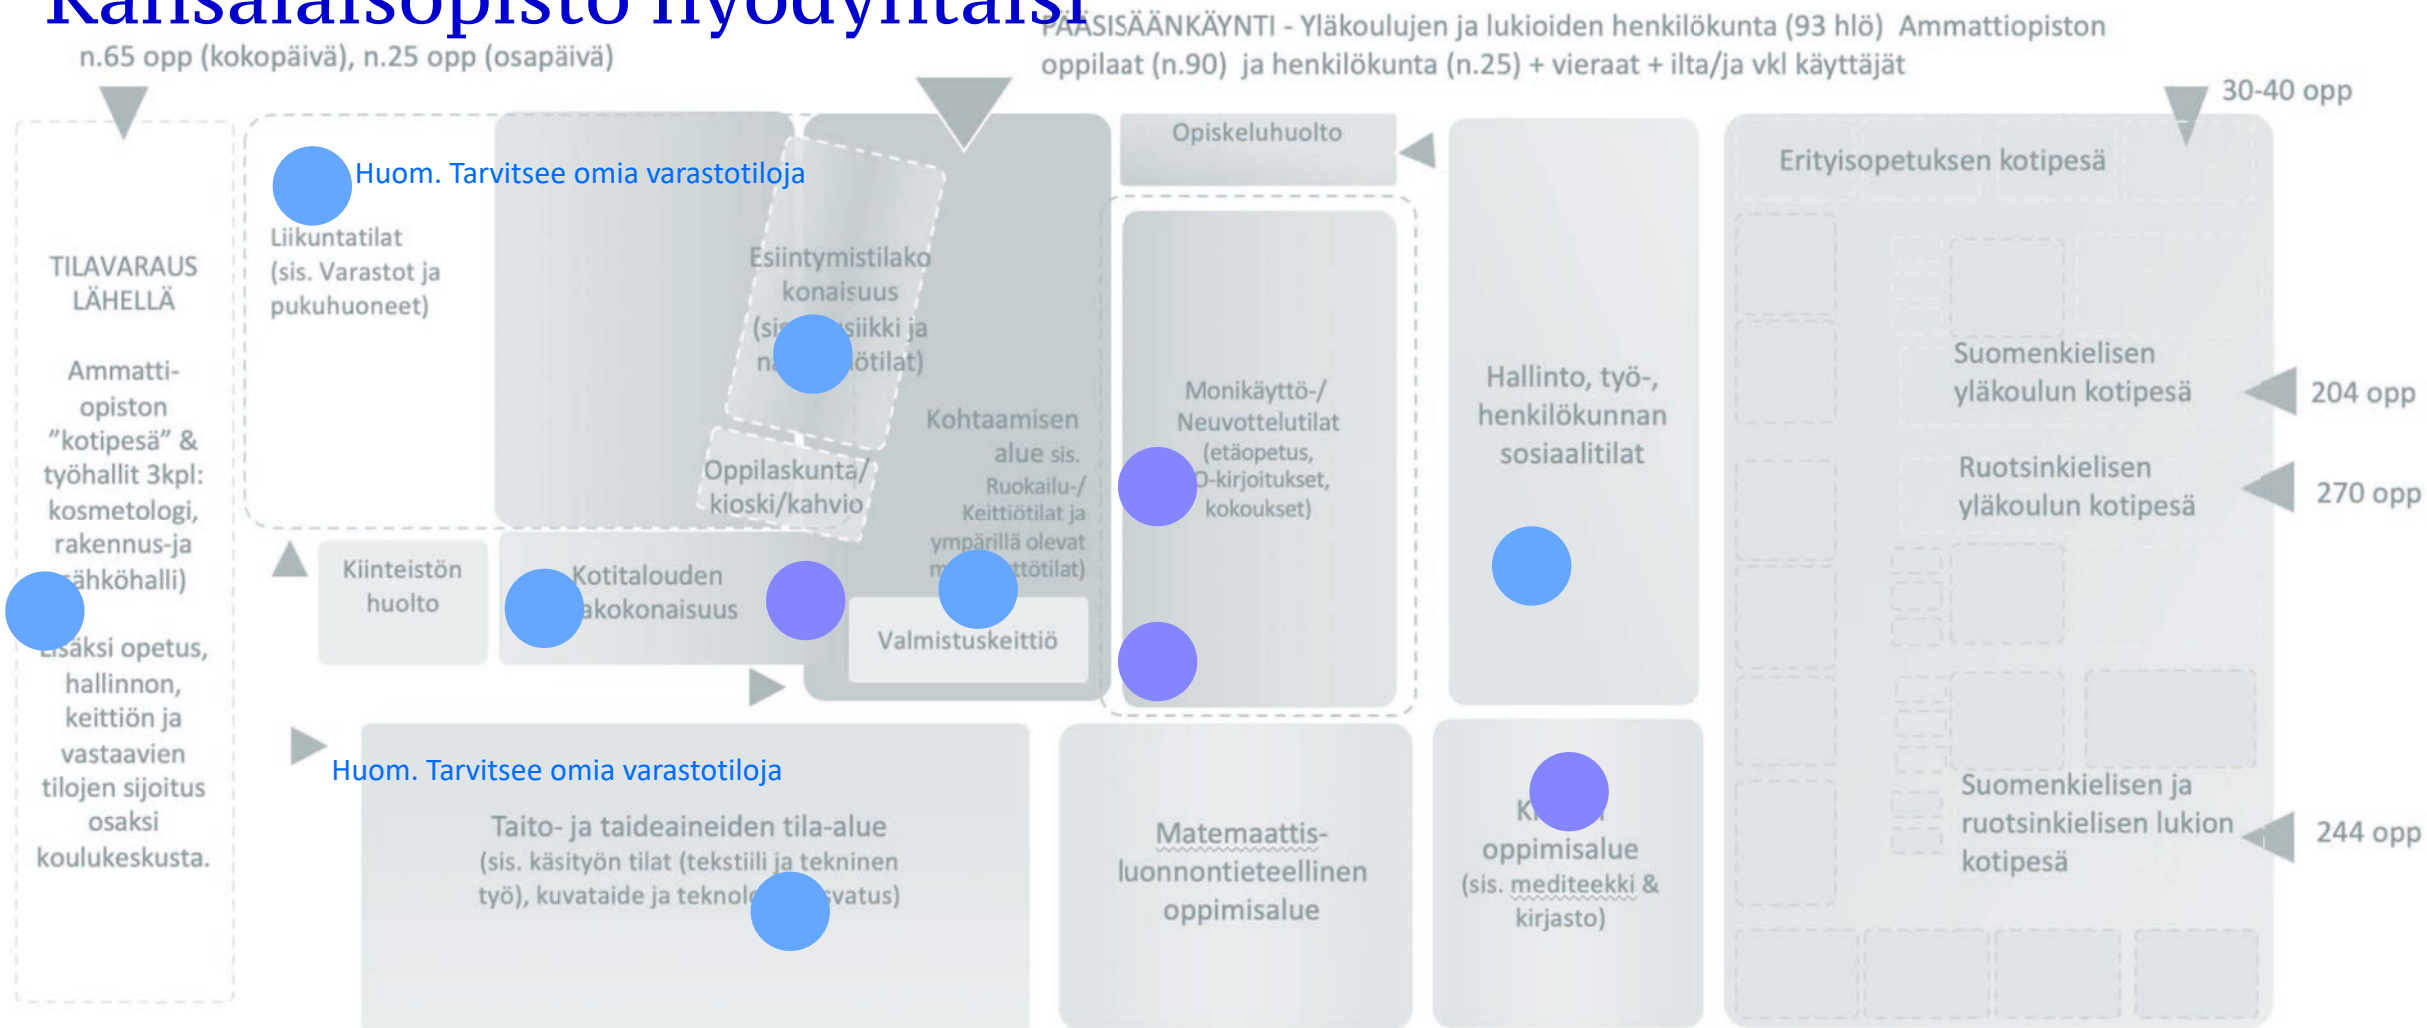 Kansalaisopisto hyödyntäisi
n.65 opp (kokopäivä), n.25 opp (osapäivä)
PÄÄSISÄÄNKÄYNTI - Yläkoulujen ja lukioiden henkilökunta (93 hlö) Ammattiopiston
oppilaat (n.90) ja henkilökunta (n.25) + vieraat + ilta/ja vkl käyttäjät
30-40 opp
TILAVARAUS
LÄHELLÄ
Ammatti-
opiston
"kotipesä" &
työhallit 3kpl:
kosmetologi,
rakennus-ja
sähköhalli)
Lisäksi opetus,
hallinnon,
keittiön ja
vastaavien
tilojen sijoitus
osaksi
koulukeskusta.
Huom. Tarvitsee omia varastotiloja
Liikuntatilat
(sis. Varastot ja
pukuhuoneet)
Esiintymistilako
konaisuus
ja
Oppilaskunta/
kioski/kahvio
Kohtaamisen
alue sis.
Ruokailu-/
Keittiötilat ja
ympärillä olevat
Valmistuskeittiö
Kiinteistön
huolto
Kotitalouden
Opiskeluhuolto
Monikäyttö-/
Neuvottelutilat
(etäopetus,
YO-kirjoitukset,
kokoukset)
Hallinto, työ-,
henkilökunnan
sosiaalitilat
Huom. Tarvitsee omia varastotiloja
Taito- ja taideaineiden tila-alue
(sis. käsityön tilat (tekstiili ja tekninen
työ), kuvataide ja
Matemaattis-
luonnontieteellinen
oppimisalue
oppimisalue
(sis. mediteekki &
kirjasto)
Erityisopetuksen kotipesä
Suomenkielisen
yläkoulun kotipesä
204 opp
Ruotsinkielisen
yläkoulun kotipesä
270 opp
Suomenkielisen ja
ruotsinkielisen lukion
kotipesä
244 opp